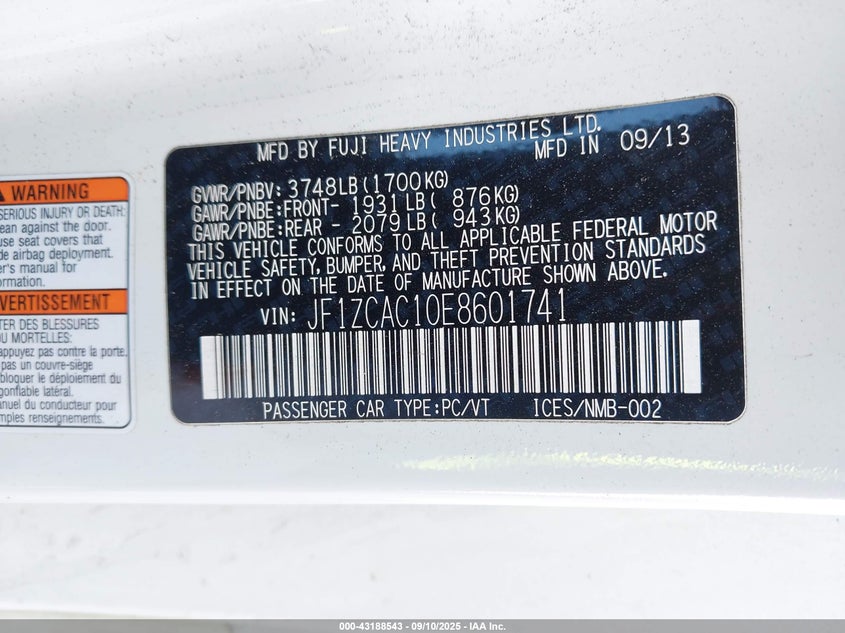 WARNING
SERIOUS INJURY OR DEATH:
ean against the door.
use seat covers that
de airbag deployment.
er's manual for
ormation.
VERTISSEMENT
TER DES BLESSURES
OU MORTELLES:
appuyez pas contre la porte.
pas un couvre-siège
bloquer le déploiement du
gonflable latéral.
anuel du conducteur pour
mples renseignements.
MFD BY FUJI HEAVY INDUSTRIES LTD.
MFD IN 09/13
GVWR/PNBV: 3748LB(1700KG)
GAWR/PNBE:FRONT- 1931LB( 876KG)
GAWR/PNBE:REAR - 2079LB( 943KG)
THIS VEHICLE CONFORMS TO ALL APPLICABLE FEDERAL MOTOR
VEHICLE SAFETY, BUMPER, AND THEFT PREVENTION STANDARDS
IN EFFECT ON THE DATE OF MANUFACTURE SHOWN ABOVE.
VIN: JF1ZCAC10E8601741
PASSENGER CAR TYPE:PC/VT ICES/NMB-002
000-43188543 - 09/10/2025 - IAA Inc.